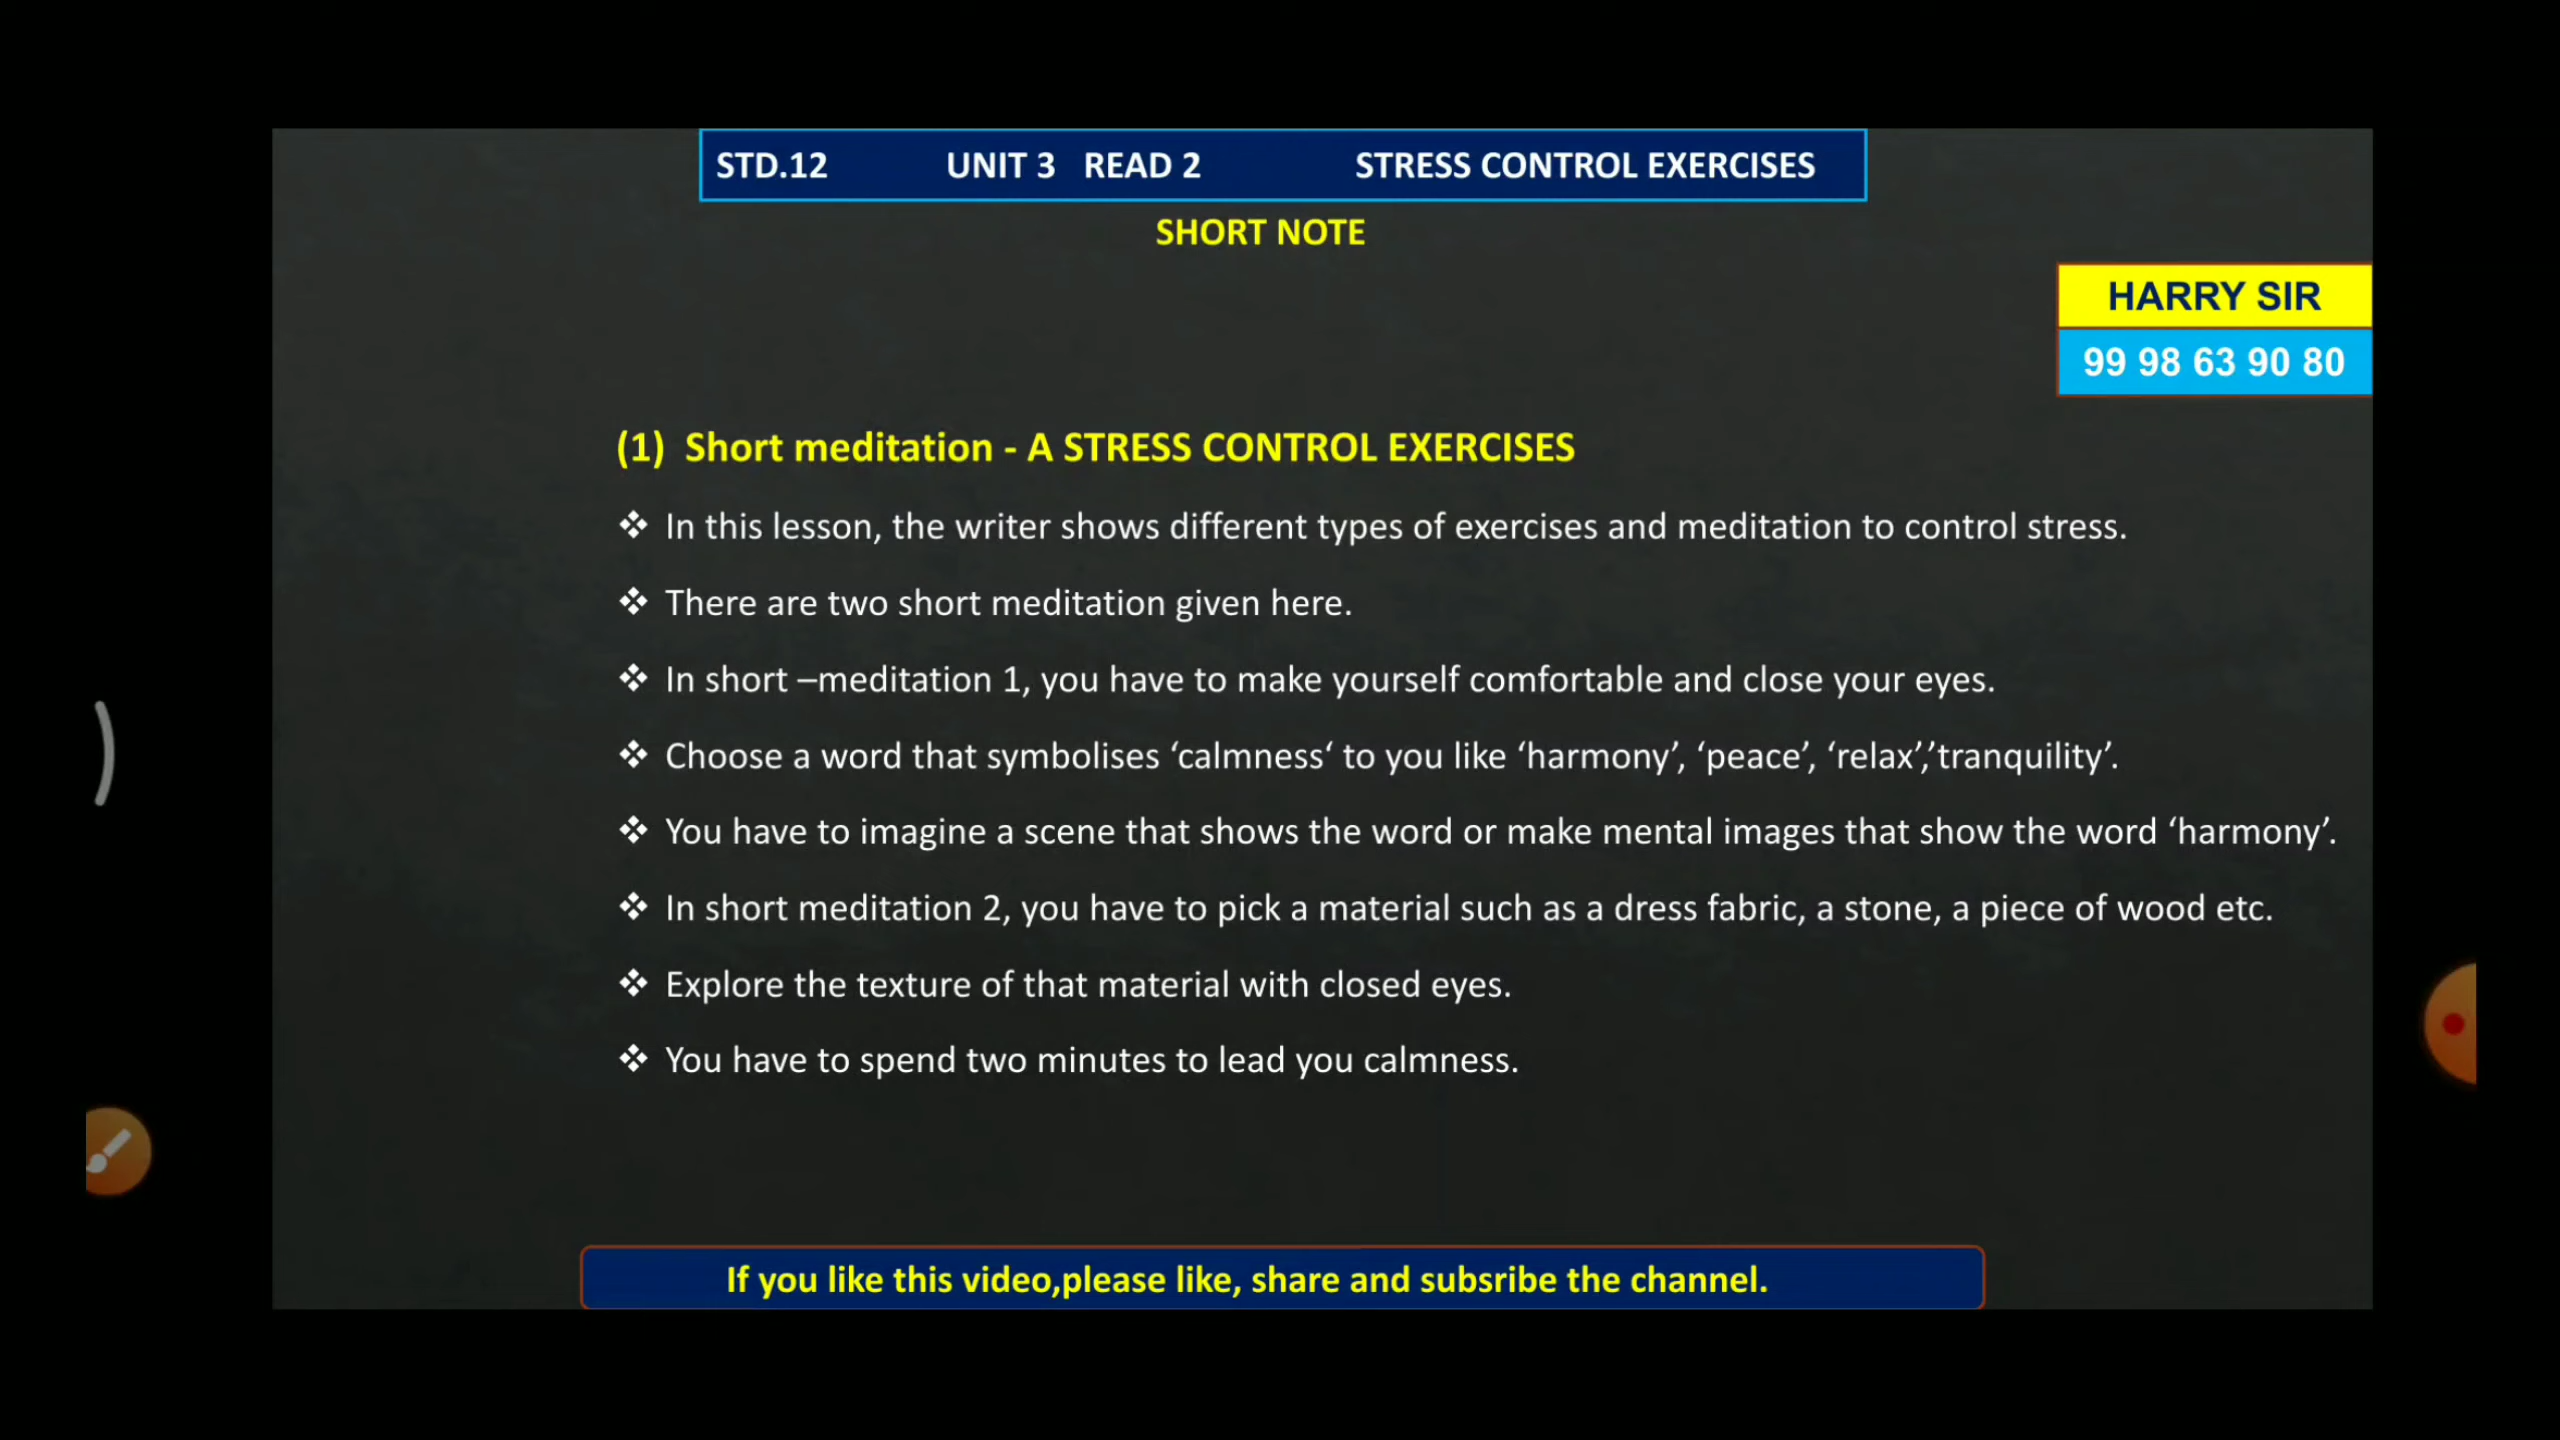 STD.12 UNIT 3 READ 2 STRESS CONTROL EXERCISES
SHORT NOTE
HARRY SIR
99 98 63 90 80
(1) Short meditation - A STRESS CONTROL EXERCISES
❖ In this lesson, the writer shows different types of exercises and meditation to control stress.
❖ There are two short meditation given here.
❖ In short –meditation 1, you have to make yourself comfortable and close your eyes.
❖ Choose a word that symbolises ‘calmness‘ to you like ‘harmony’, ‘peace’, ‘relax’,’tranquility’.
❖ You have to imagine a scene that shows the word or make mental images that show the word ‘harmony’.
❖ In short meditation 2, you have to pick a material such as a dress fabric, a stone, a piece of wood etc.
❖ Explore the texture of that material with closed eyes.
❖ You have to spend two minutes to lead you calmness.
If you like this video,please like, share and subsribe the channel.